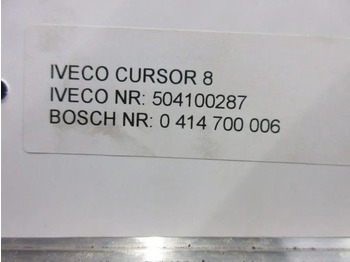 IVECO CURSOR 8
IVECO NR: 504100287
BOSCH NR: 0 414 700 006